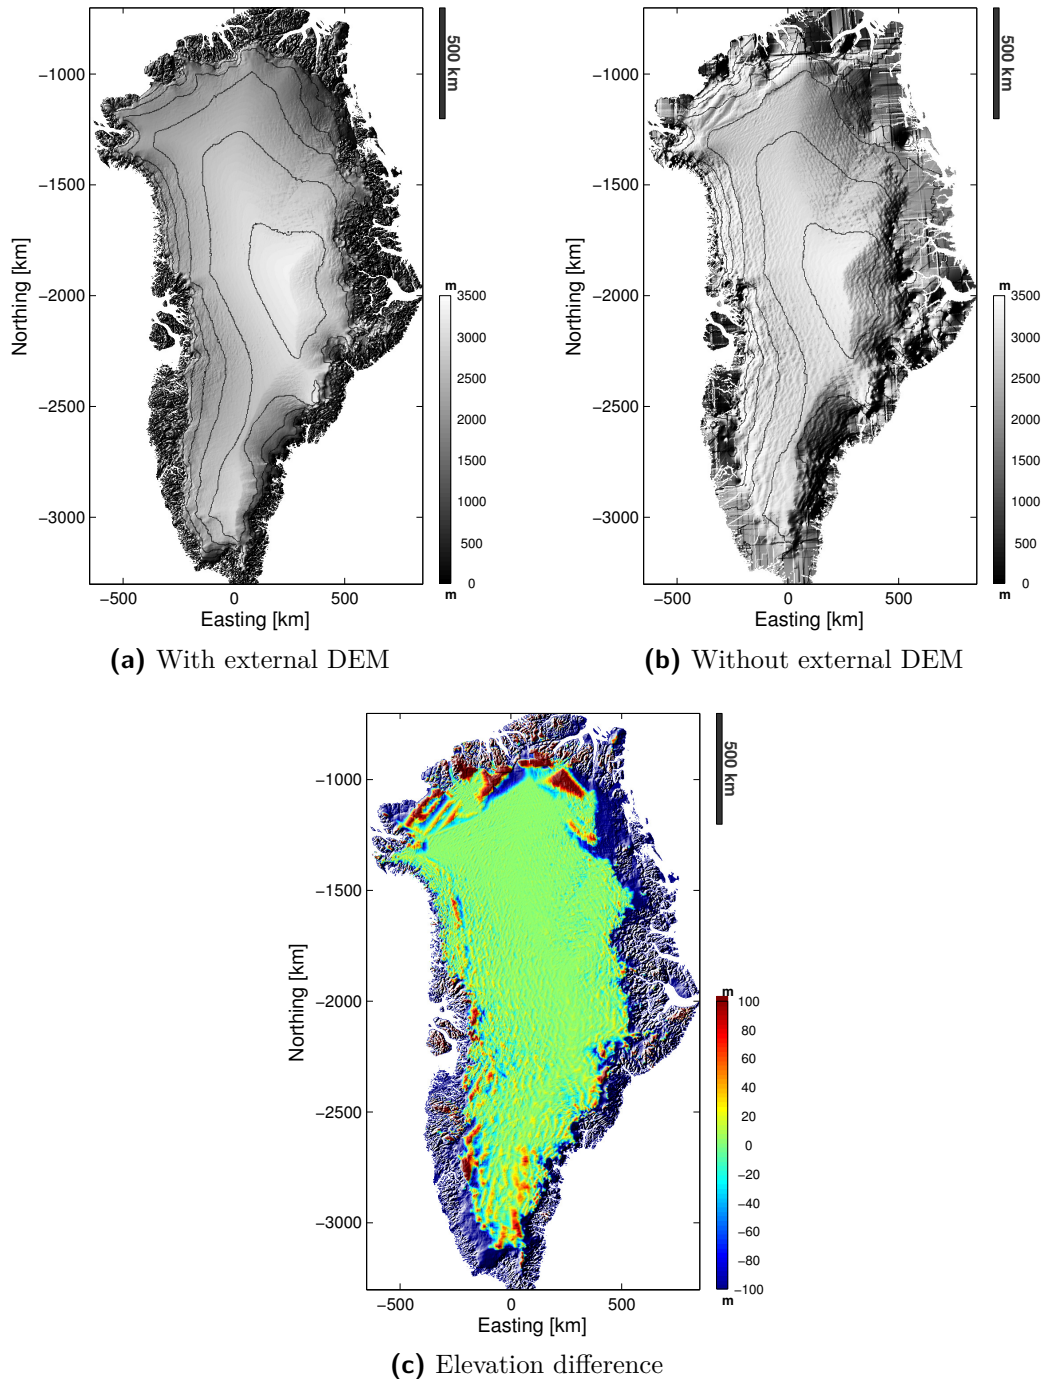 500 km
−1000
−1500
−2000
−2500
−3000
Northing [km]
m
3500
3000
2500
2000
1500
1000
500
0
m
−500
0
500
Easting [km]
(a) With external DEM
500 km
−1000
−1500
−2000
−2500
−3000
Northing [km]
m
3500
3000
2500
2000
1500
1000
500
0
m
−500
0
500
Easting [km]
(b) Without external DEM
500 km
−1000
−1500
−2000
−2500
−3000
Northing [km]
m
100
80
60
40
20
0
−20
−40
−60
−80
−100
m
−500
0
500
Easting [km]
(c) Elevation difference